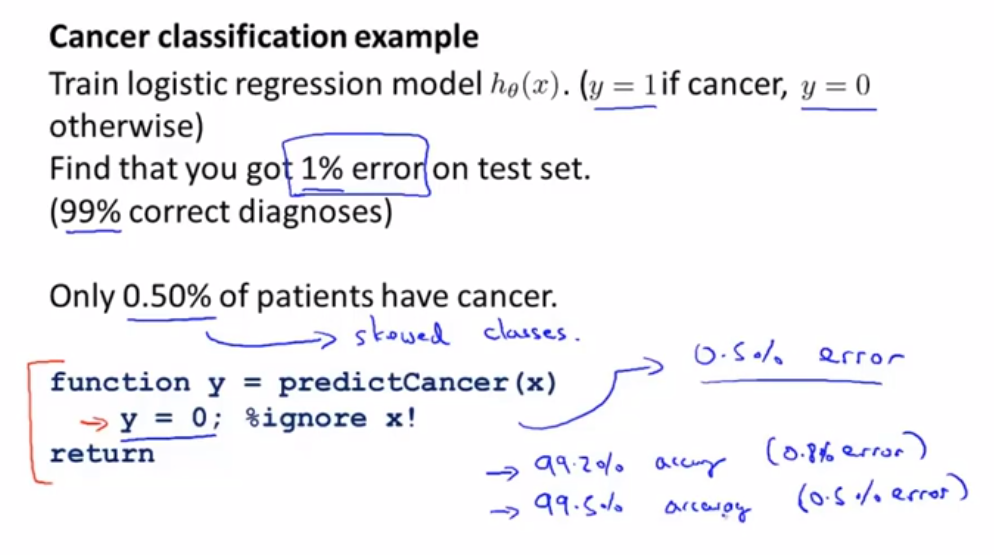 Cancer classification example
Train logistic regression model hθ(x). (y = 1 if cancer, y = 0
otherwise)
Find that you got 1% error on test set.
(99% correct diagnoses)
Only 0.50% of patients have cancer.
skewed classes.
function y = predictCancer(x)
y = 0; %ignore x!
return
0.5% error
→ 99.2% accuracy (0.8% error)
→ 99.5% accuracy (0.5% error)